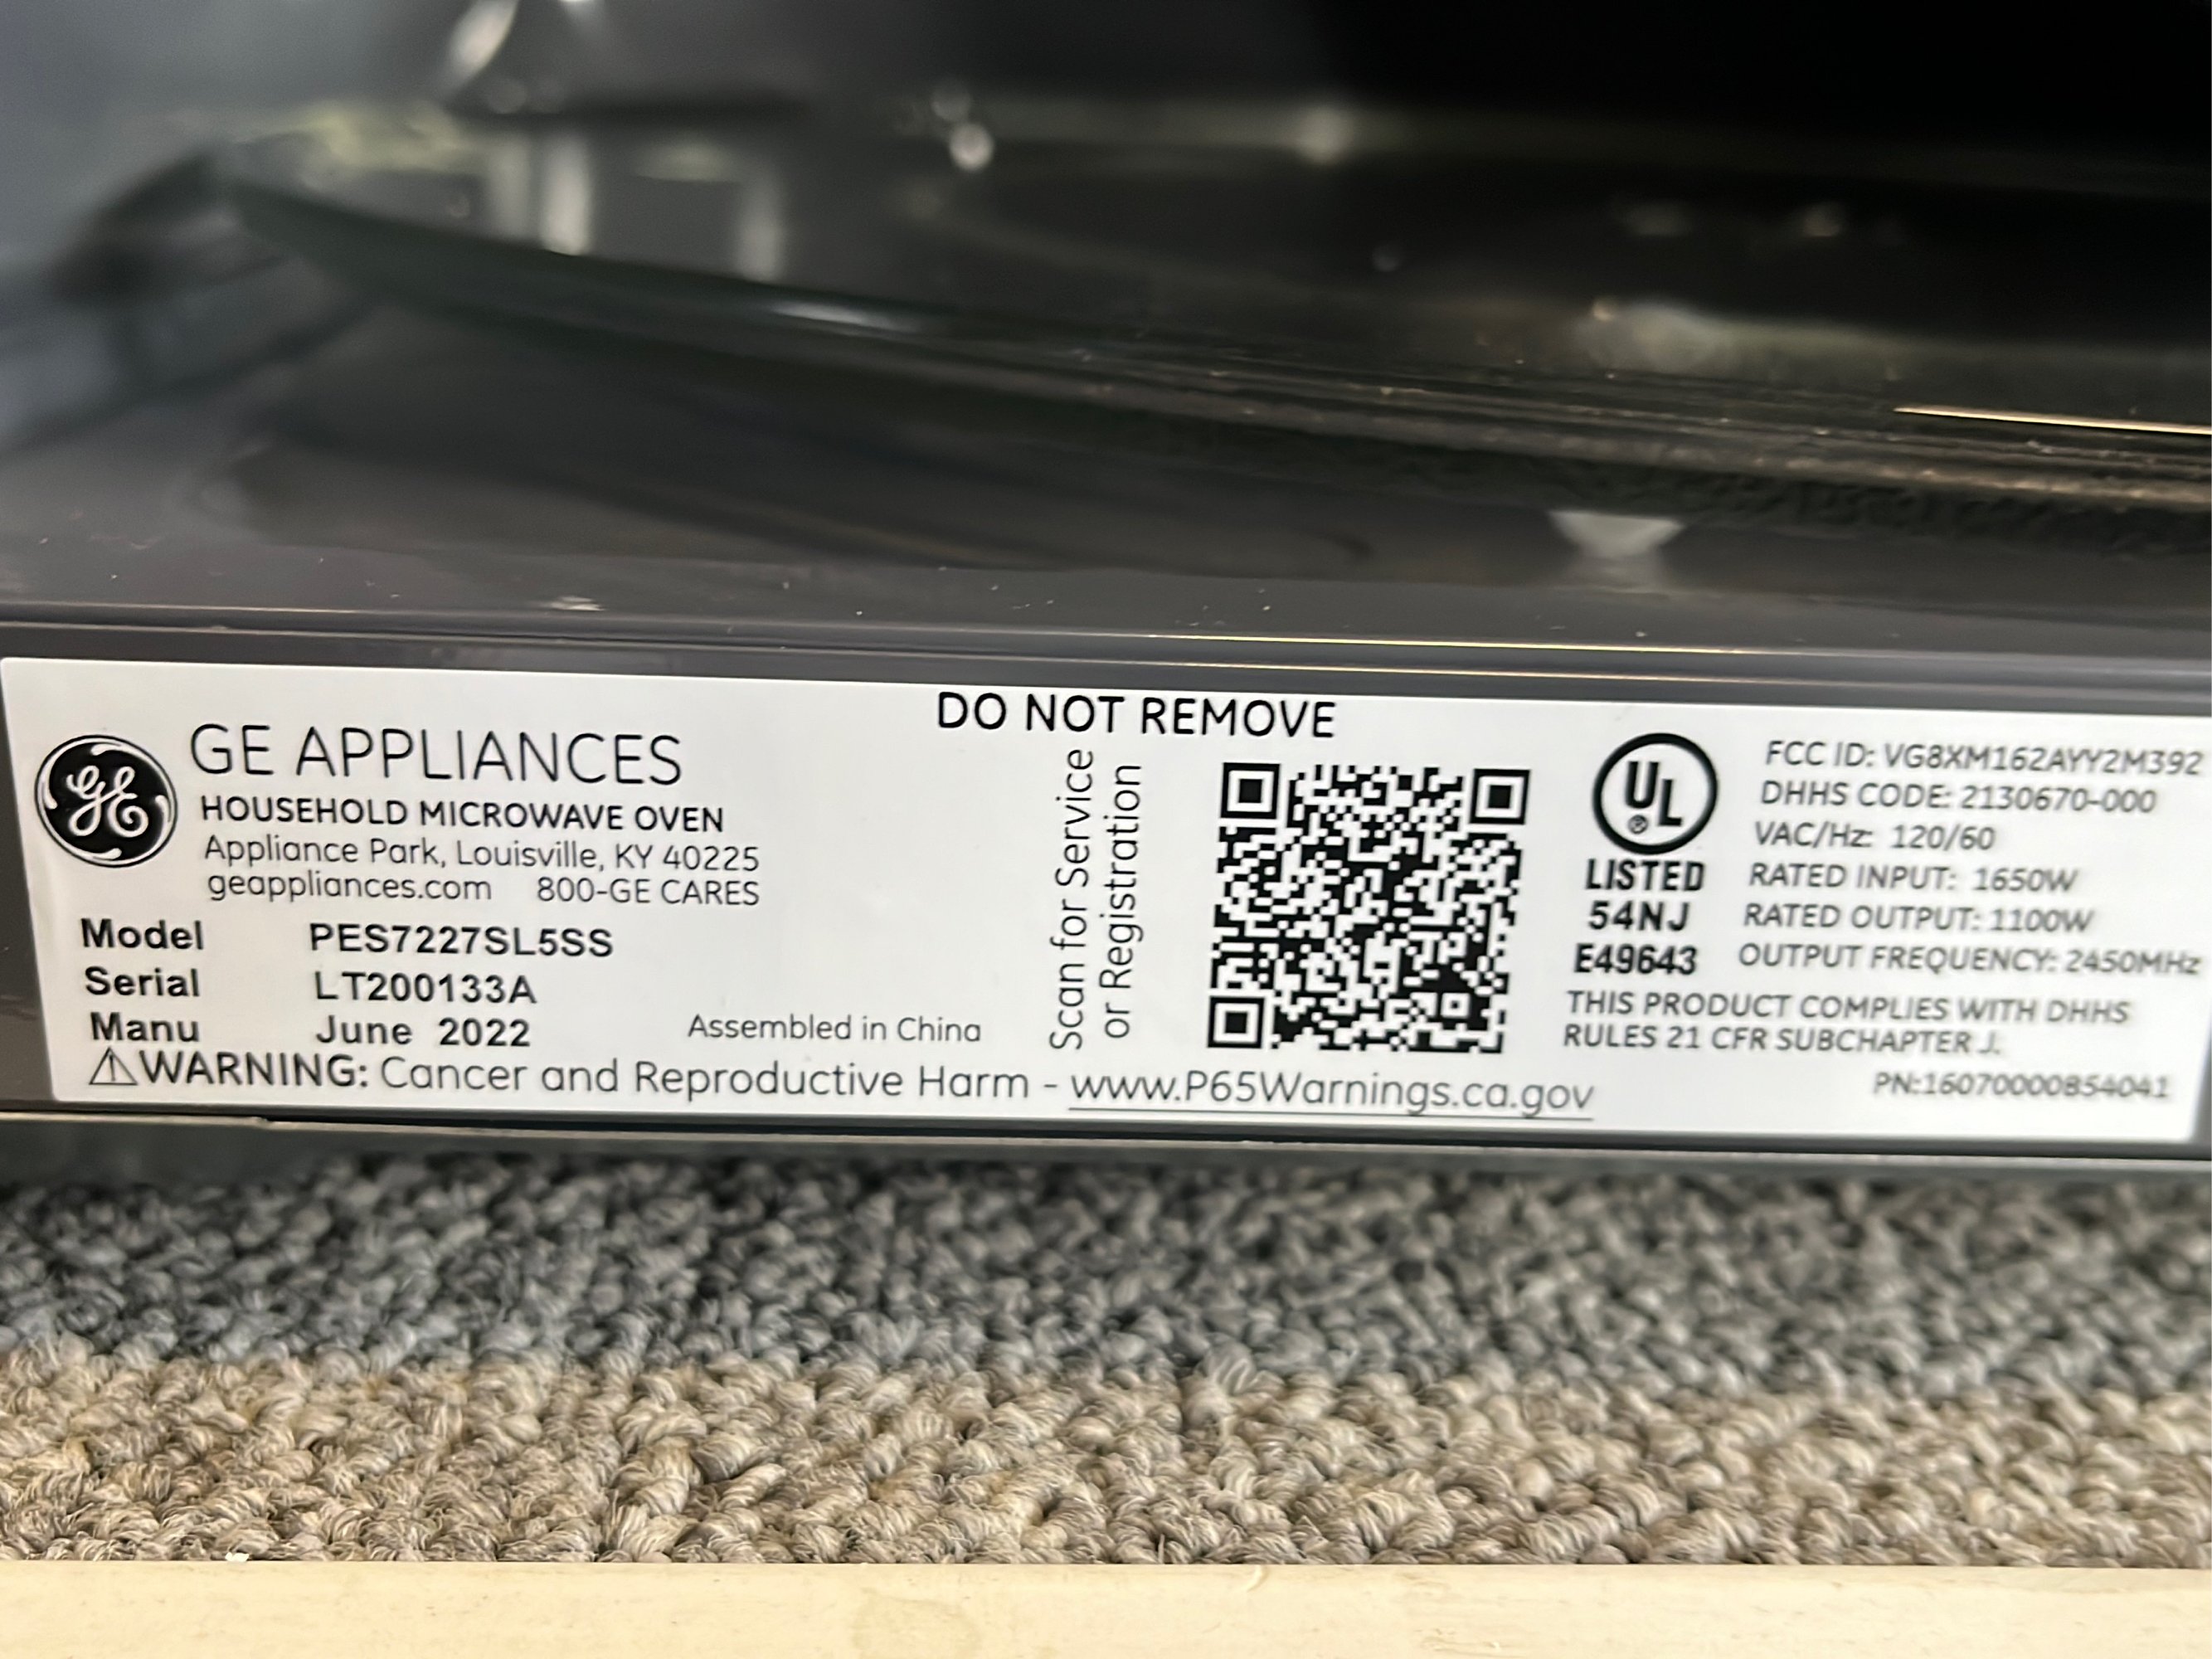 DO NOT REMOVE
GE
GE APPLIANCES
HOUSEHOLD MICROWAVE OVEN
Appliance Park, Louisville, KY 40225
geappliances.com 800-GE CARES
Model PES7227SL5SS
Serial LT200133A
Manu June 2022
Assembled in China
⚠WARNING: Cancer and Reproductive Harm - www.P65Warnings.ca.gov
Scan for Service
or Registration
UL®
LISTED
54NJ
E49643
FCC ID: VG8XM162AYY2M392
DHHS CODE: 2130670-000
VAC/Hz: 120/60
RATED INPUT: 1650W
RATED OUTPUT: 1100W
OUTPUT FREQUENCY: 2450MHz
THIS PRODUCT COMPLIES WITH DHHS
RULES 21 CFR SUBCHAPTER J.
PN:16070000B54041